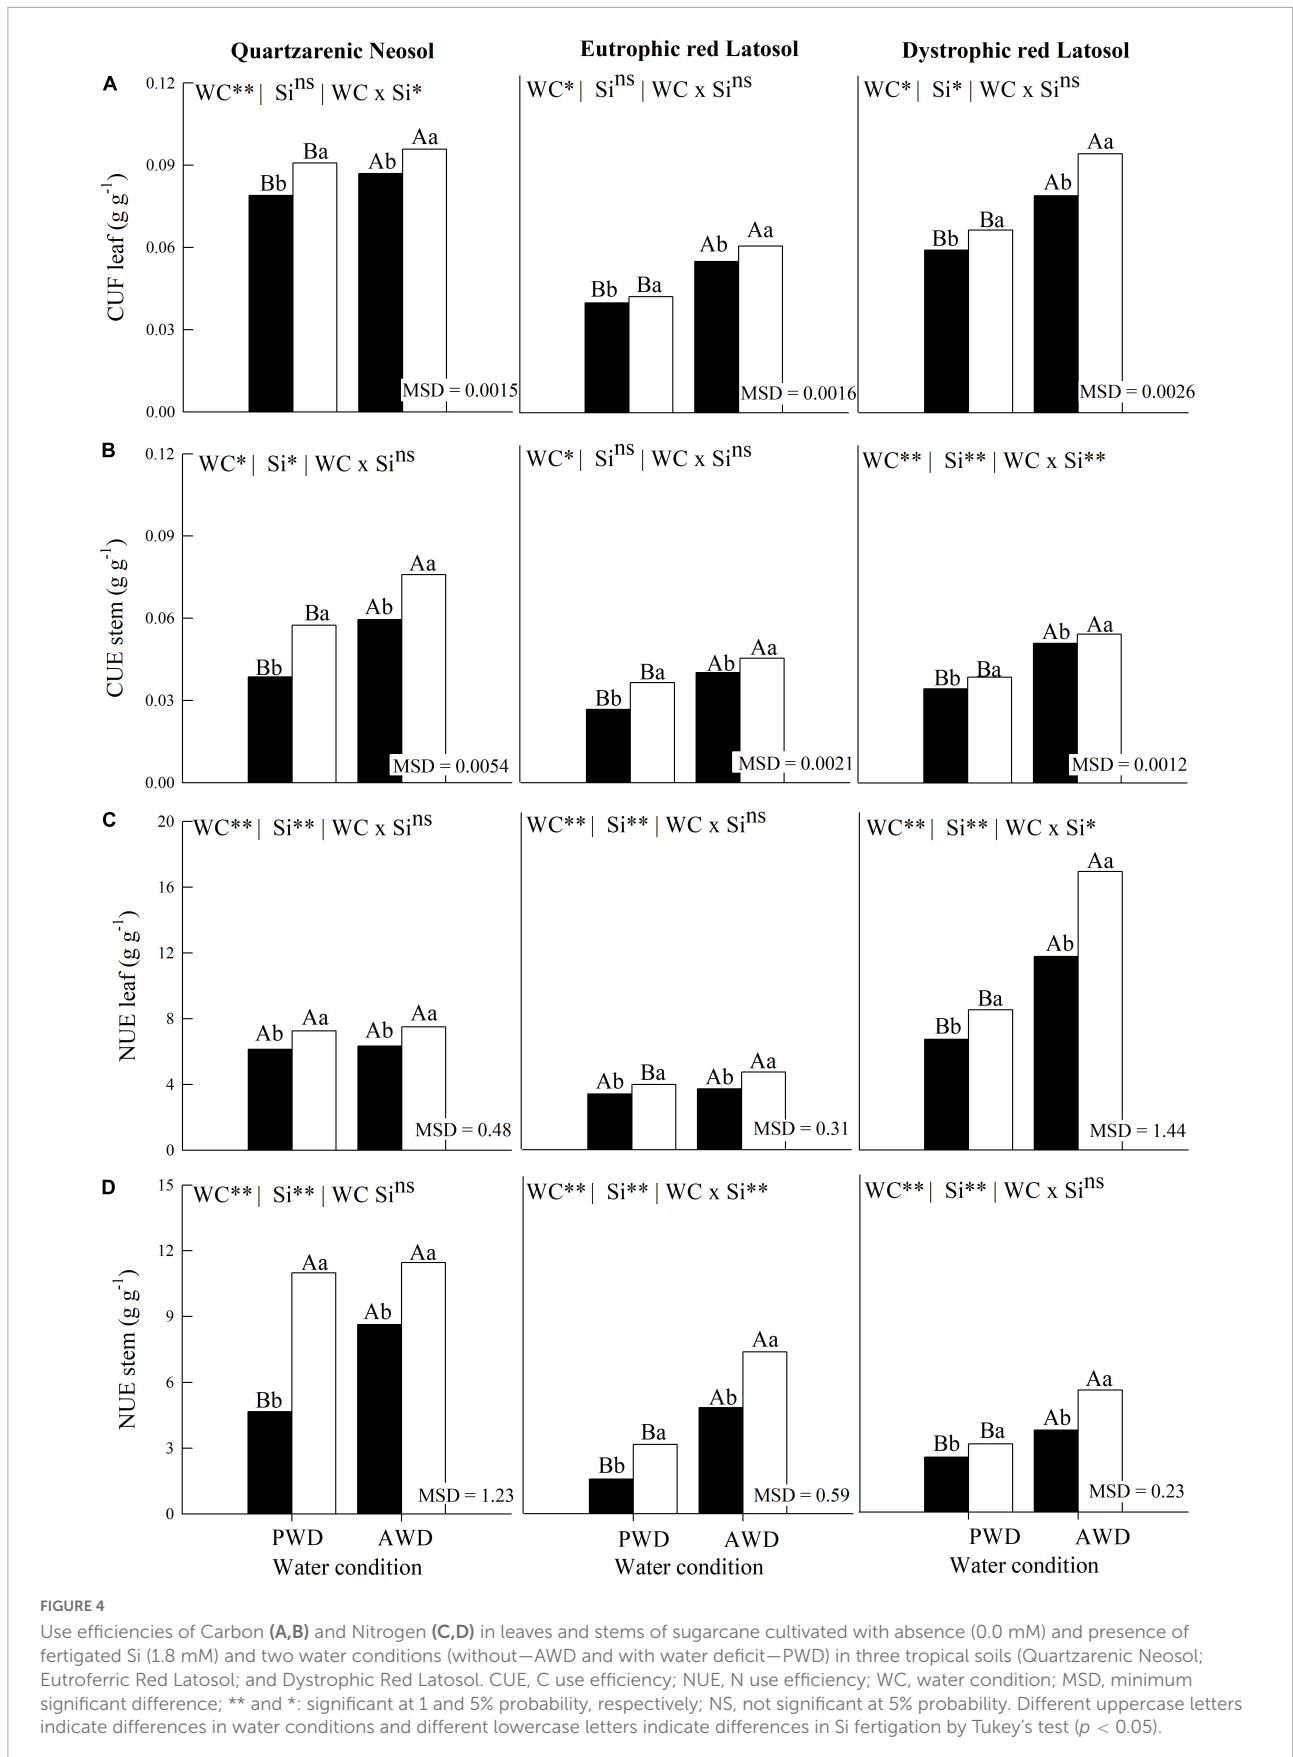 Quartzarenic Neosol Eutrophic red Latosol Dystrophic red Latosol
A
WC** | Si^ns | WC x Si* WC* | Si^ns | WC x Si^ns WC* | Si* | WC x Si^ns
CUF leaf (g g^-1)
0.12
0.09
0.06
0.03
0.00
Bb Ba Ab Aa Bb Ba Ab Aa Bb Ba Ab Aa
MSD = 0.0015 MSD = 0.0016 MSD = 0.0026
B
WC* | Si* | WC x Si^ns WC* | Si^ns | WC x Si^ns WC** | Si** | WC x Si**
CUE stem (g g^-1)
0.12
0.09
0.06
0.03
0.00
Bb Ba Ab Aa Bb Ba Ab Aa Bb Ba Ab Aa
MSD = 0.0054 MSD = 0.0021 MSD = 0.0012
C
WC** | Si** | WC x Si^ns WC** | Si** | WC x Si^ns WC** | Si** | WC x Si*
NUE leaf (g g^-1)
20
16
12
8
4
0
Ab Aa Ab Aa Ab Ba Ab Aa Bb Ba Ab Aa
MSD = 0.48 MSD = 0.31 MSD = 1.44
D
WC** | Si** | WC Si^ns WC** | Si** | WC x Si** WC** | Si** | WC x Si^ns
NUE stem (g g^-1)
15
12
9
6
3
0
Bb Aa Ab Aa Bb Ba Ab Aa Bb Ba Ab Aa
MSD = 1.23 MSD = 0.59 MSD = 0.23
PWD AWD PWD AWD PWD AWD
Water condition Water condition Water condition
FIGURE 4
Use efficiencies of Carbon (A,B) and Nitrogen (C,D) in leaves and stems of sugarcane cultivated with absence (0.0 mM) and presence of
fertigated Si (1.8 mM) and two water conditions (without—AWD and with water deficit—PWD) in three tropical soils (Quartzarenic Neosol;
Eutroferric Red Latosol; and Dystrophic Red Latosol. CUE, C use efficiency; NUE, N use efficiency; WC, water condition; MSD, minimum
significant difference; ** and *: significant at 1 and 5% probability, respectively; NS, not significant at 5% probability. Different uppercase letters
indicate differences in water conditions and different lowercase letters indicate differences in Si fertigation by Tukey's test (p < 0.05).